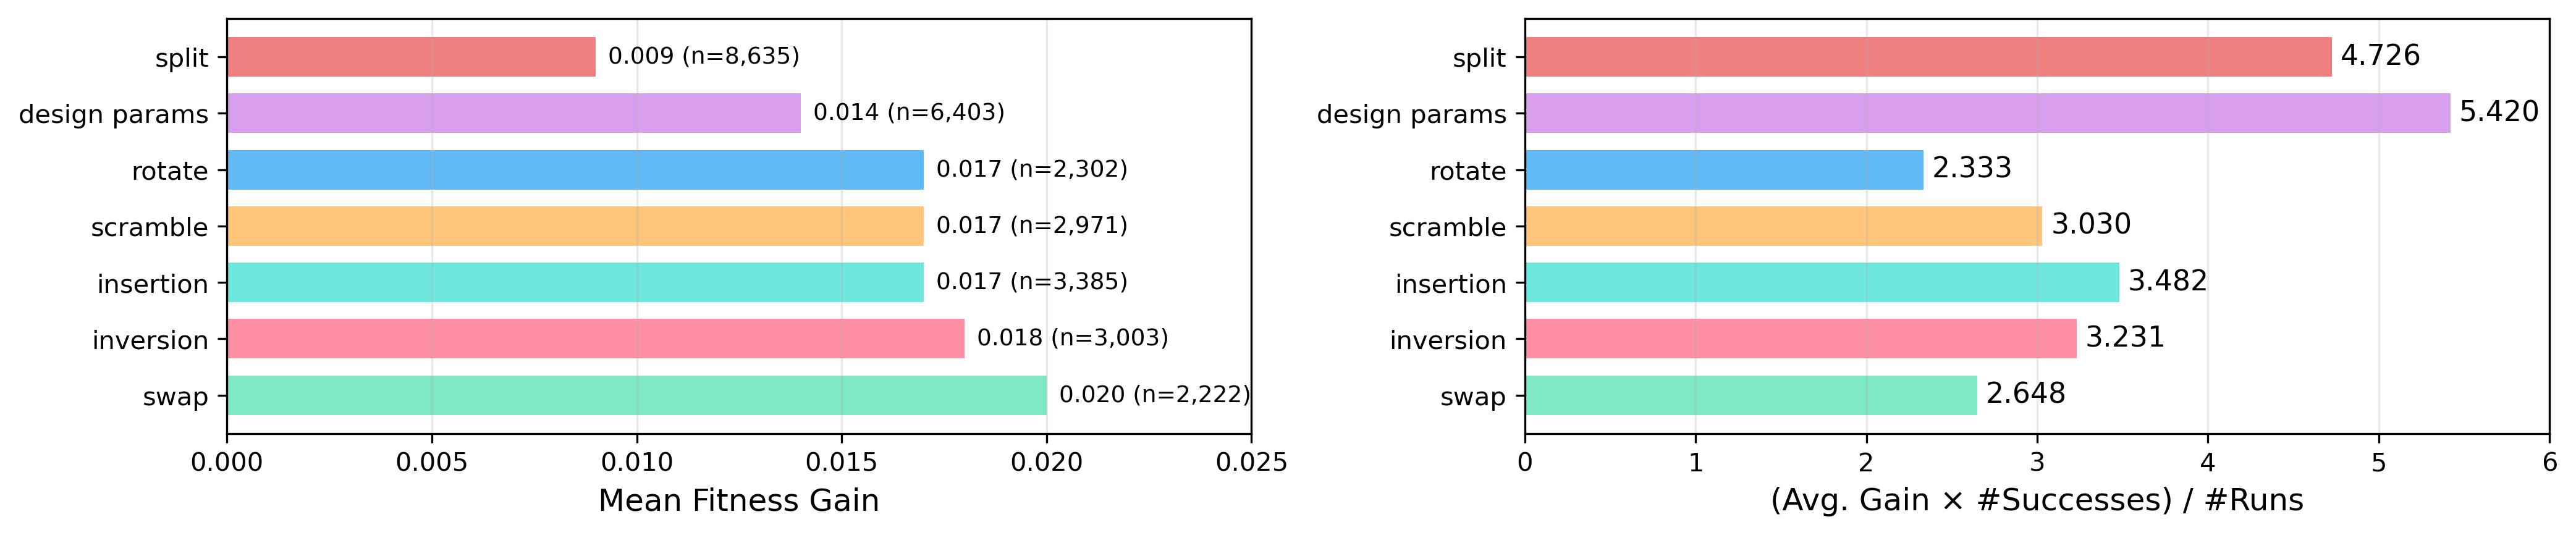 split
0.009 (n=8,635)
design params
0.014 (n=6,403)
rotate
0.017 (n=2,302)
scramble
0.017 (n=2,971)
insertion
0.017 (n=3,385)
inversion
0.018 (n=3,003)
swap
0.020 (n=2,222)
0.000 0.005 0.010 0.015 0.020 0.025
Mean Fitness Gain
split
4.726
design params
5.420
rotate
2.333
scramble
3.030
insertion
3.482
inversion
3.231
swap
2.648
0 1 2 3 4 5 6
(Avg. Gain × #Successes) / #Runs